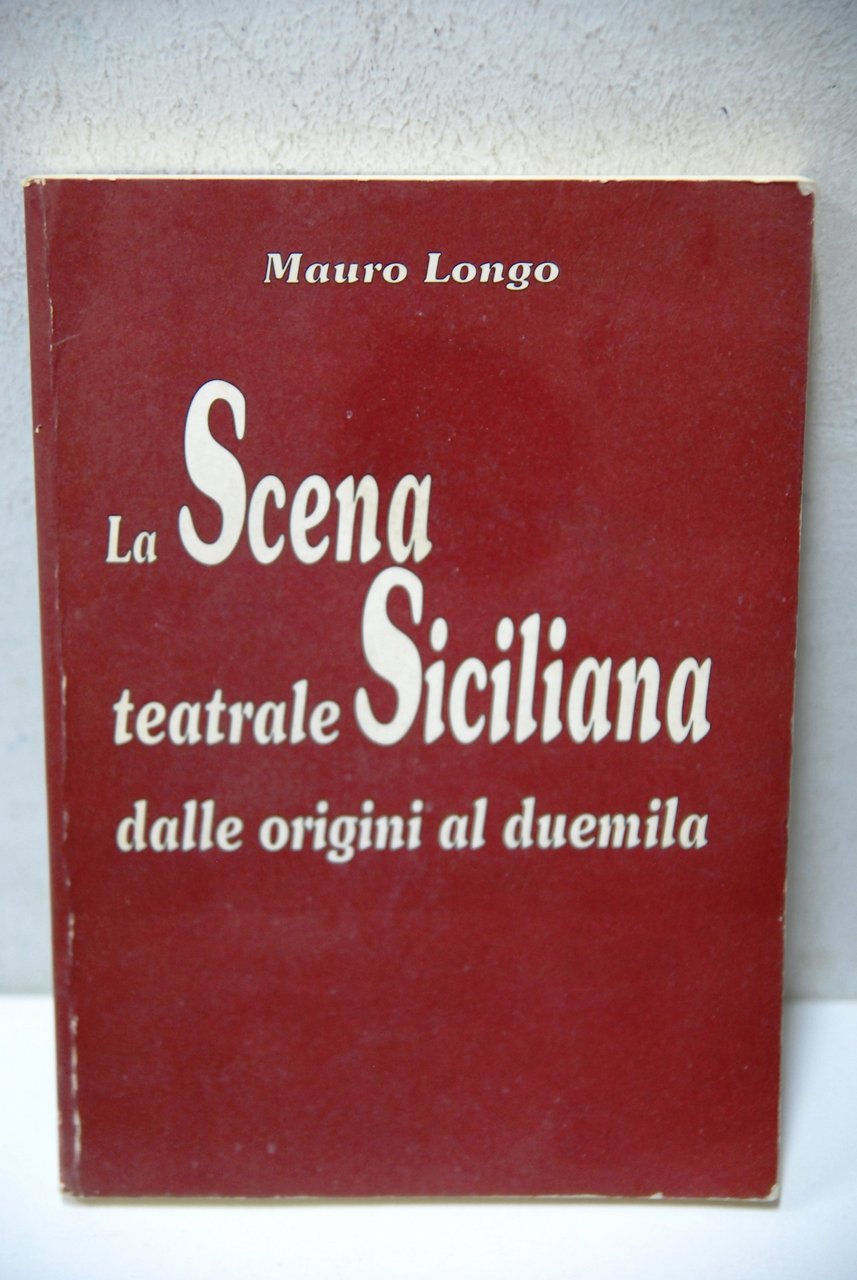 Mauro Longo
La Scena
teatrale Siciliana
dalle origini al duemila